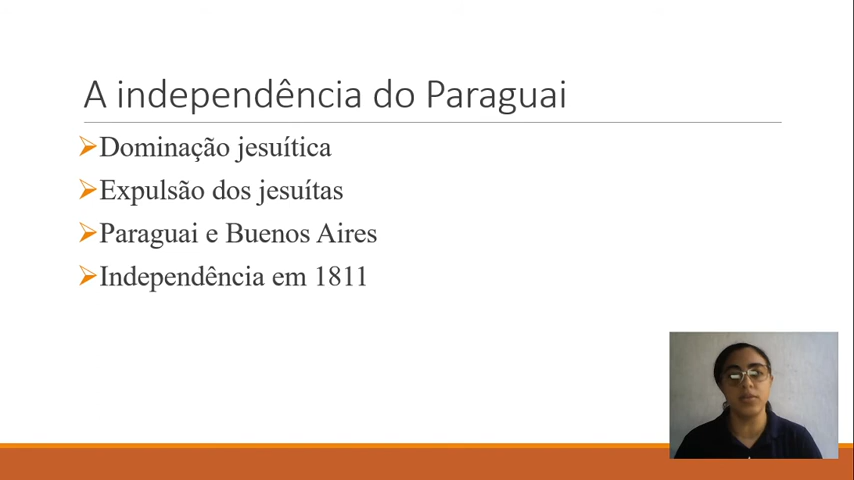 A independência do Paraguai
Dominação jesuítica
Expulsão dos jesuítas
Paraguai e Buenos Aires
Independência em 1811